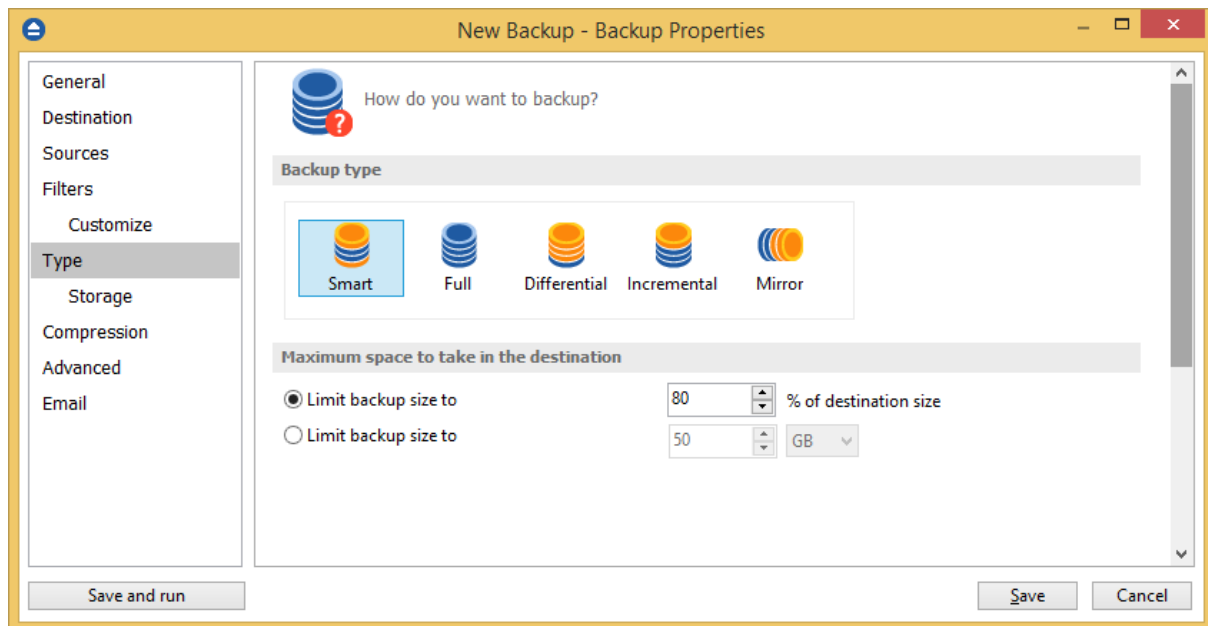 New Backup - Backup Properties
General
Destination
Sources
Filters
Customize
Type
Storage
Compression
Advanced
Email
How do you want to backup?
?
Backup type
Smart Full Differential Incremental Mirror
Maximum space to take in the destination
Limit backup size to 80 % of destination size
Limit backup size to 50 GB
Save and run Save Cancel